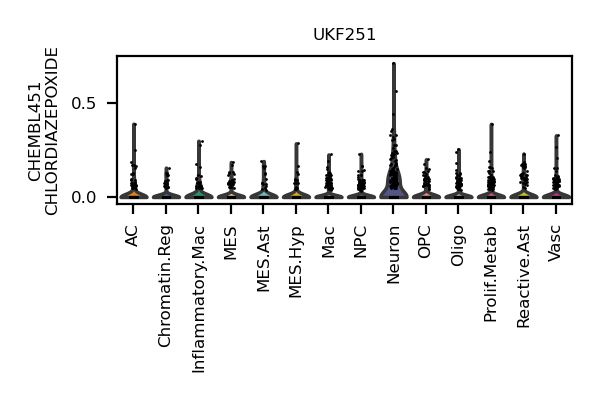 UKF251
CHEMBL451
CHLORDIAZEPOXIDE
0.5
0.0
AC
Chromatin.Reg
Inflammatory.Mac
MES
MES.Ast
MES.Hyp
Mac
NPC
Neuron
OPC
Oligo
Prolif.Metab
Reactive.Ast
Vasc